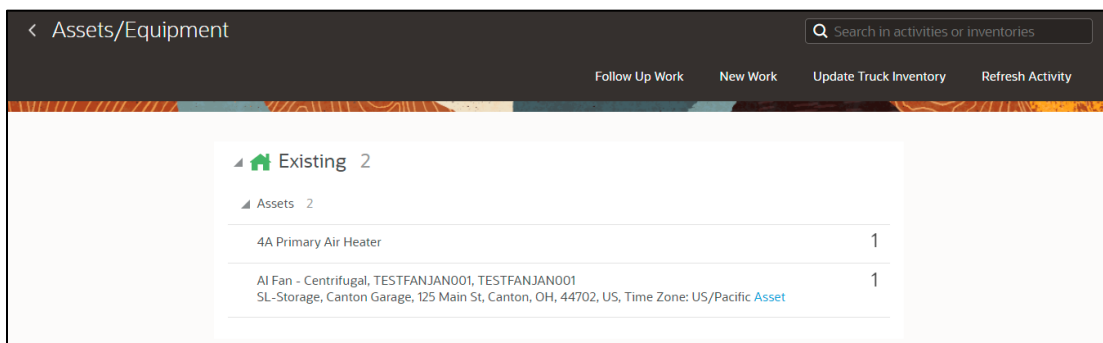 Assets/Equipment
Search in activities or inventories
Follow Up Work New Work Update Truck Inventory Refresh Activity
Existing 2
Assets 2
4A Primary Air Heater 1
AI Fan - Centrifugal, TESTFANJAN001, TESTFANJAN001 1
SL-Storage, Canton Garage, 125 Main St, Canton, OH, 44702, US, Time Zone: US/Pacific Asset